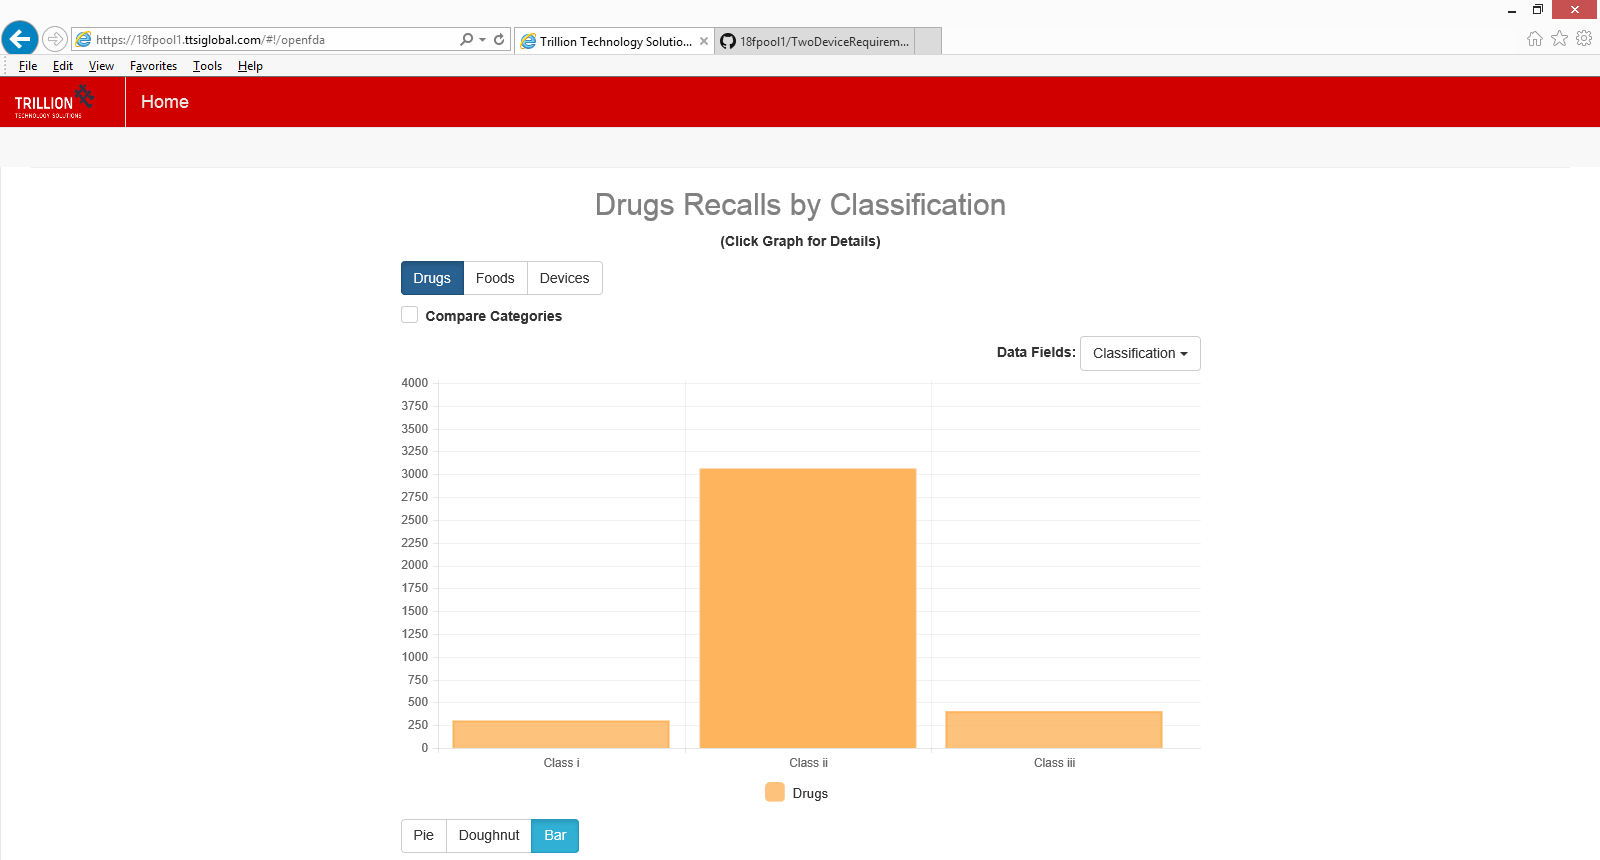 https://18fpool1.ttsiglobal.com/#!/openfda
Trillion Technology Solutio...
18fpool1/TwoDeviceRequirem...
File Edit View Favorites Tools Help
TRILLION
TECHNOLOGY SOLUTIONS
Home
Drugs Recalls by Classification
(Click Graph for Details)
Drugs Foods Devices
Compare Categories
Data Fields: Classification
4000
3750
3500
3250
3000
2750
2500
2250
2000
1750
1500
1250
1000
750
500
250
0
Class i Class ii Class iii
Drugs
Pie Doughnut Bar